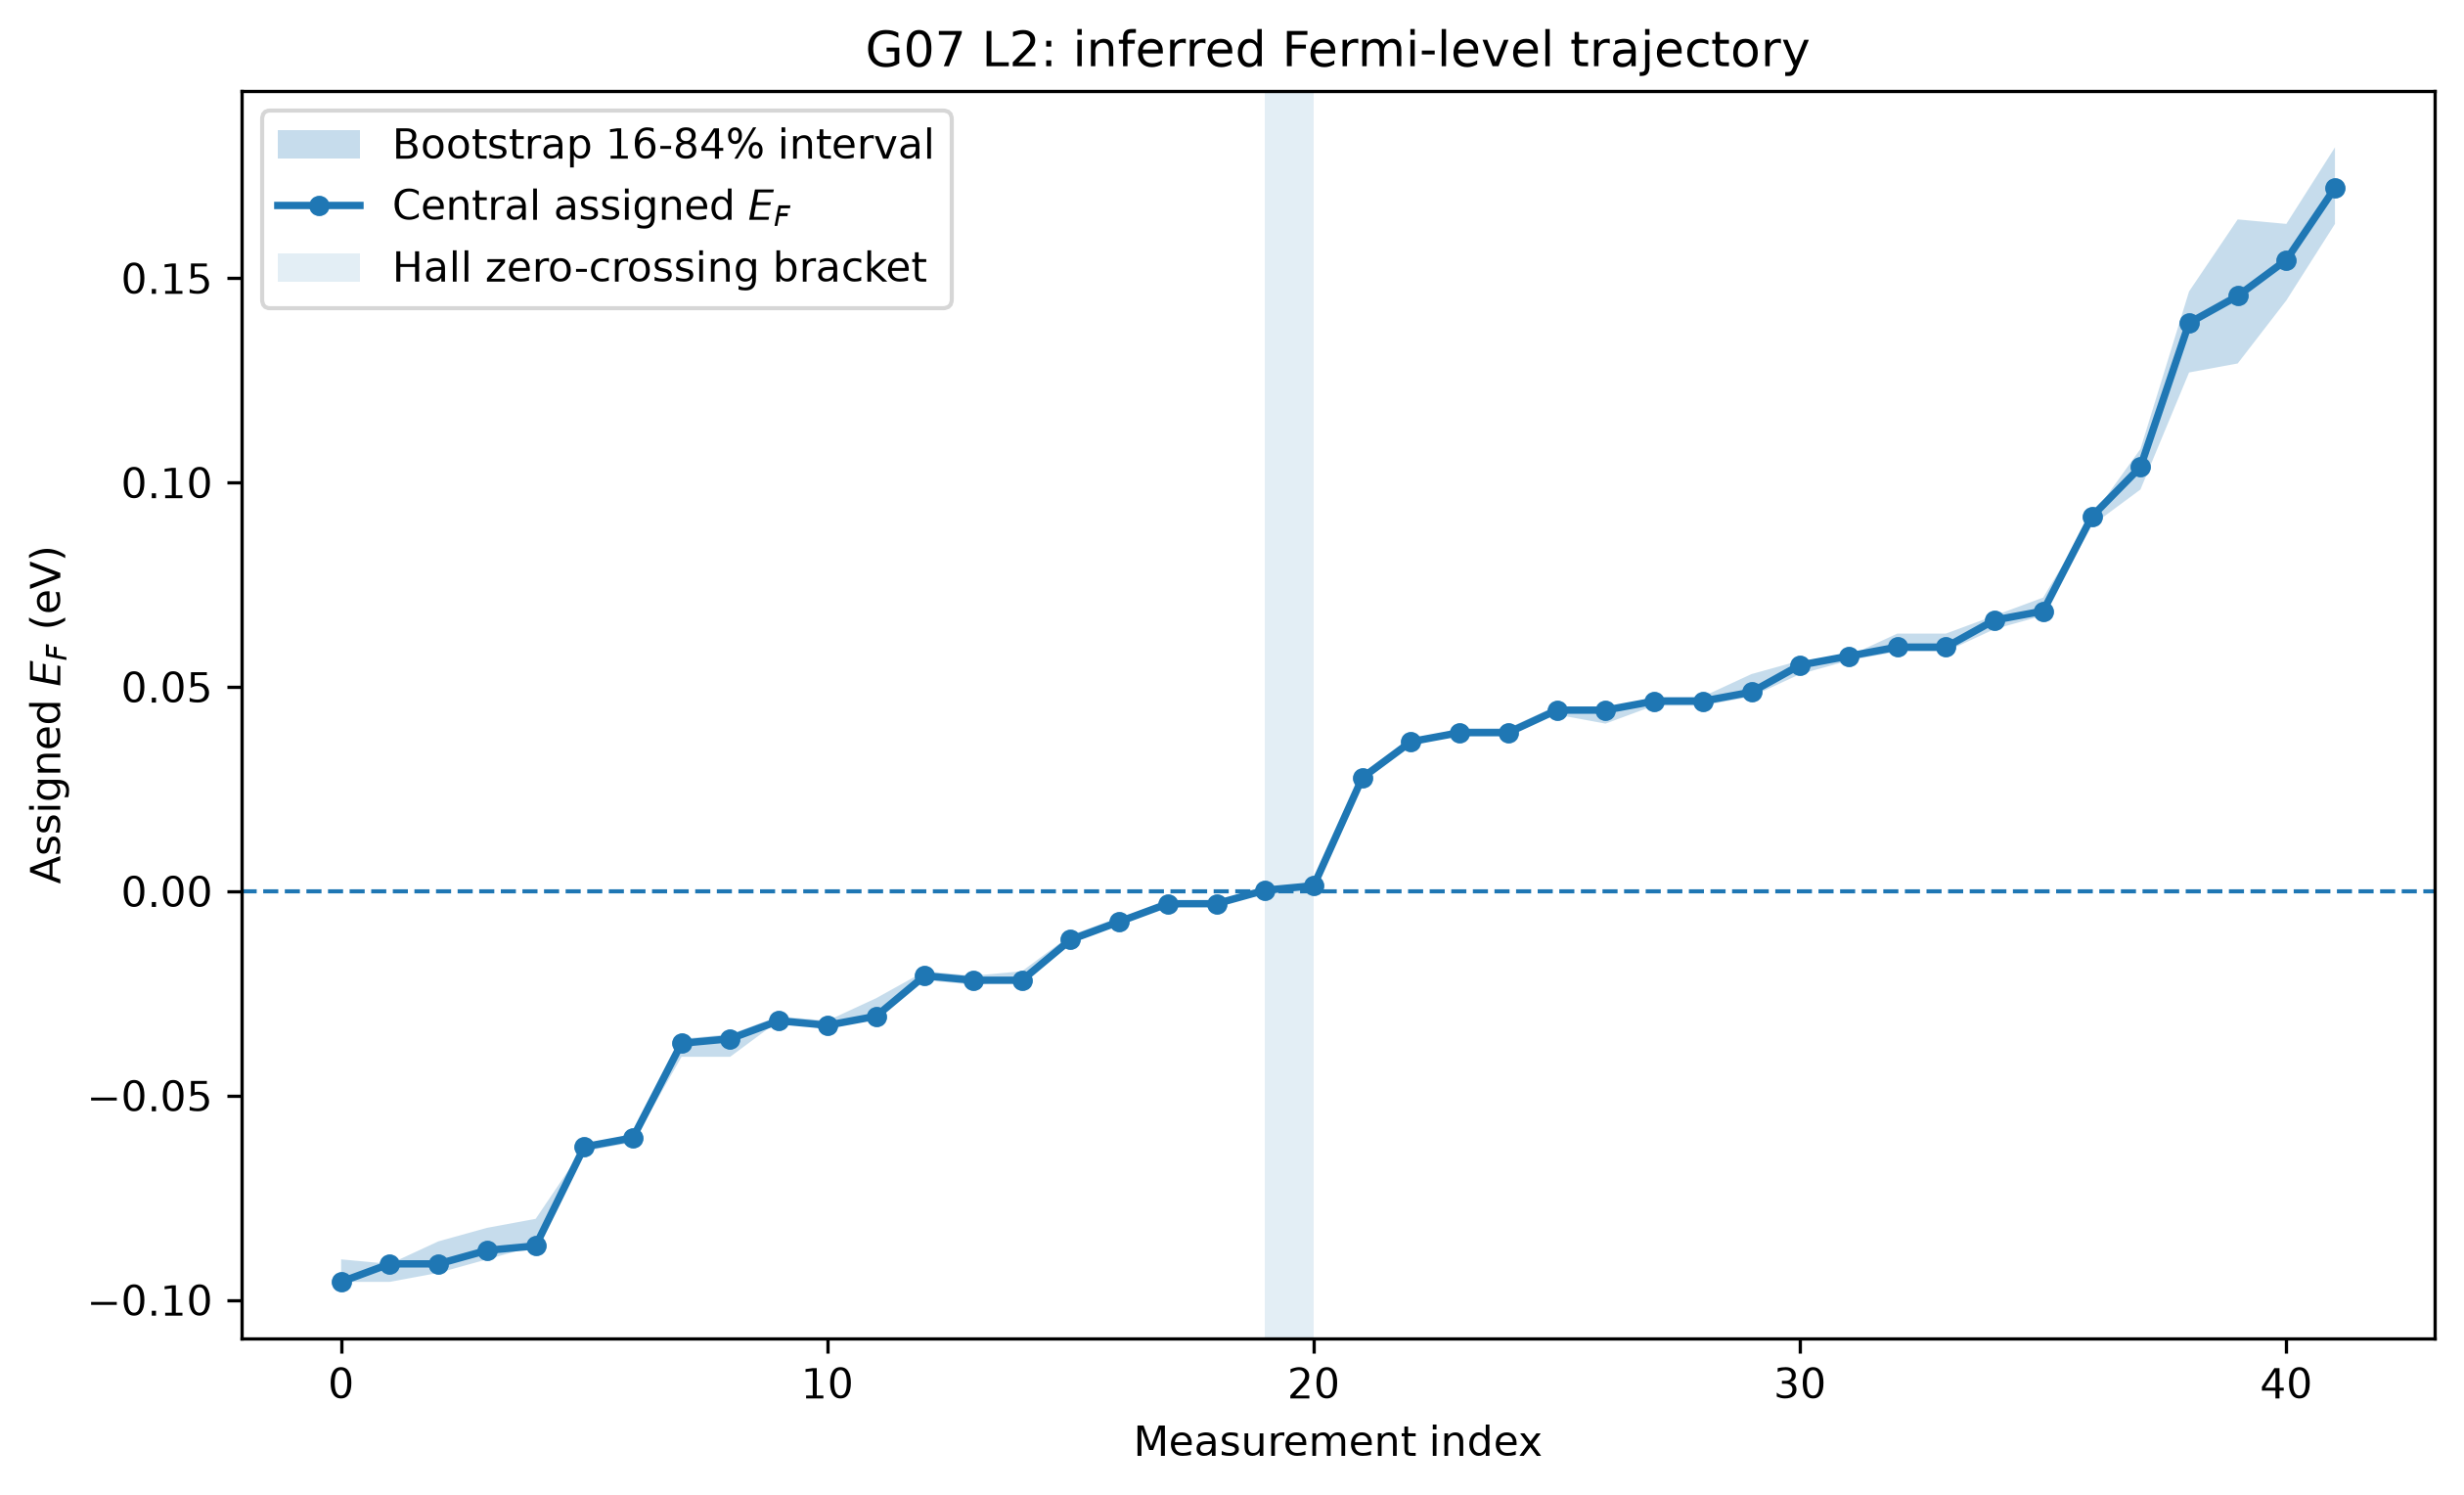 G07 L2: inferred Fermi-level trajectory
Bootstrap 16-84% interval
Central assigned E_F
Hall zero-crossing bracket
Assigned E_F (eV)
0.15
0.10
0.05
0.00
−0.05
−0.10
0 10 20 30 40
Measurement index